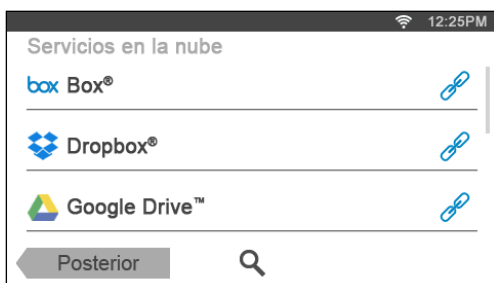 12:25PM
Servicios en la nube
box Box®
Dropbox®
Google Drive™
Posterior